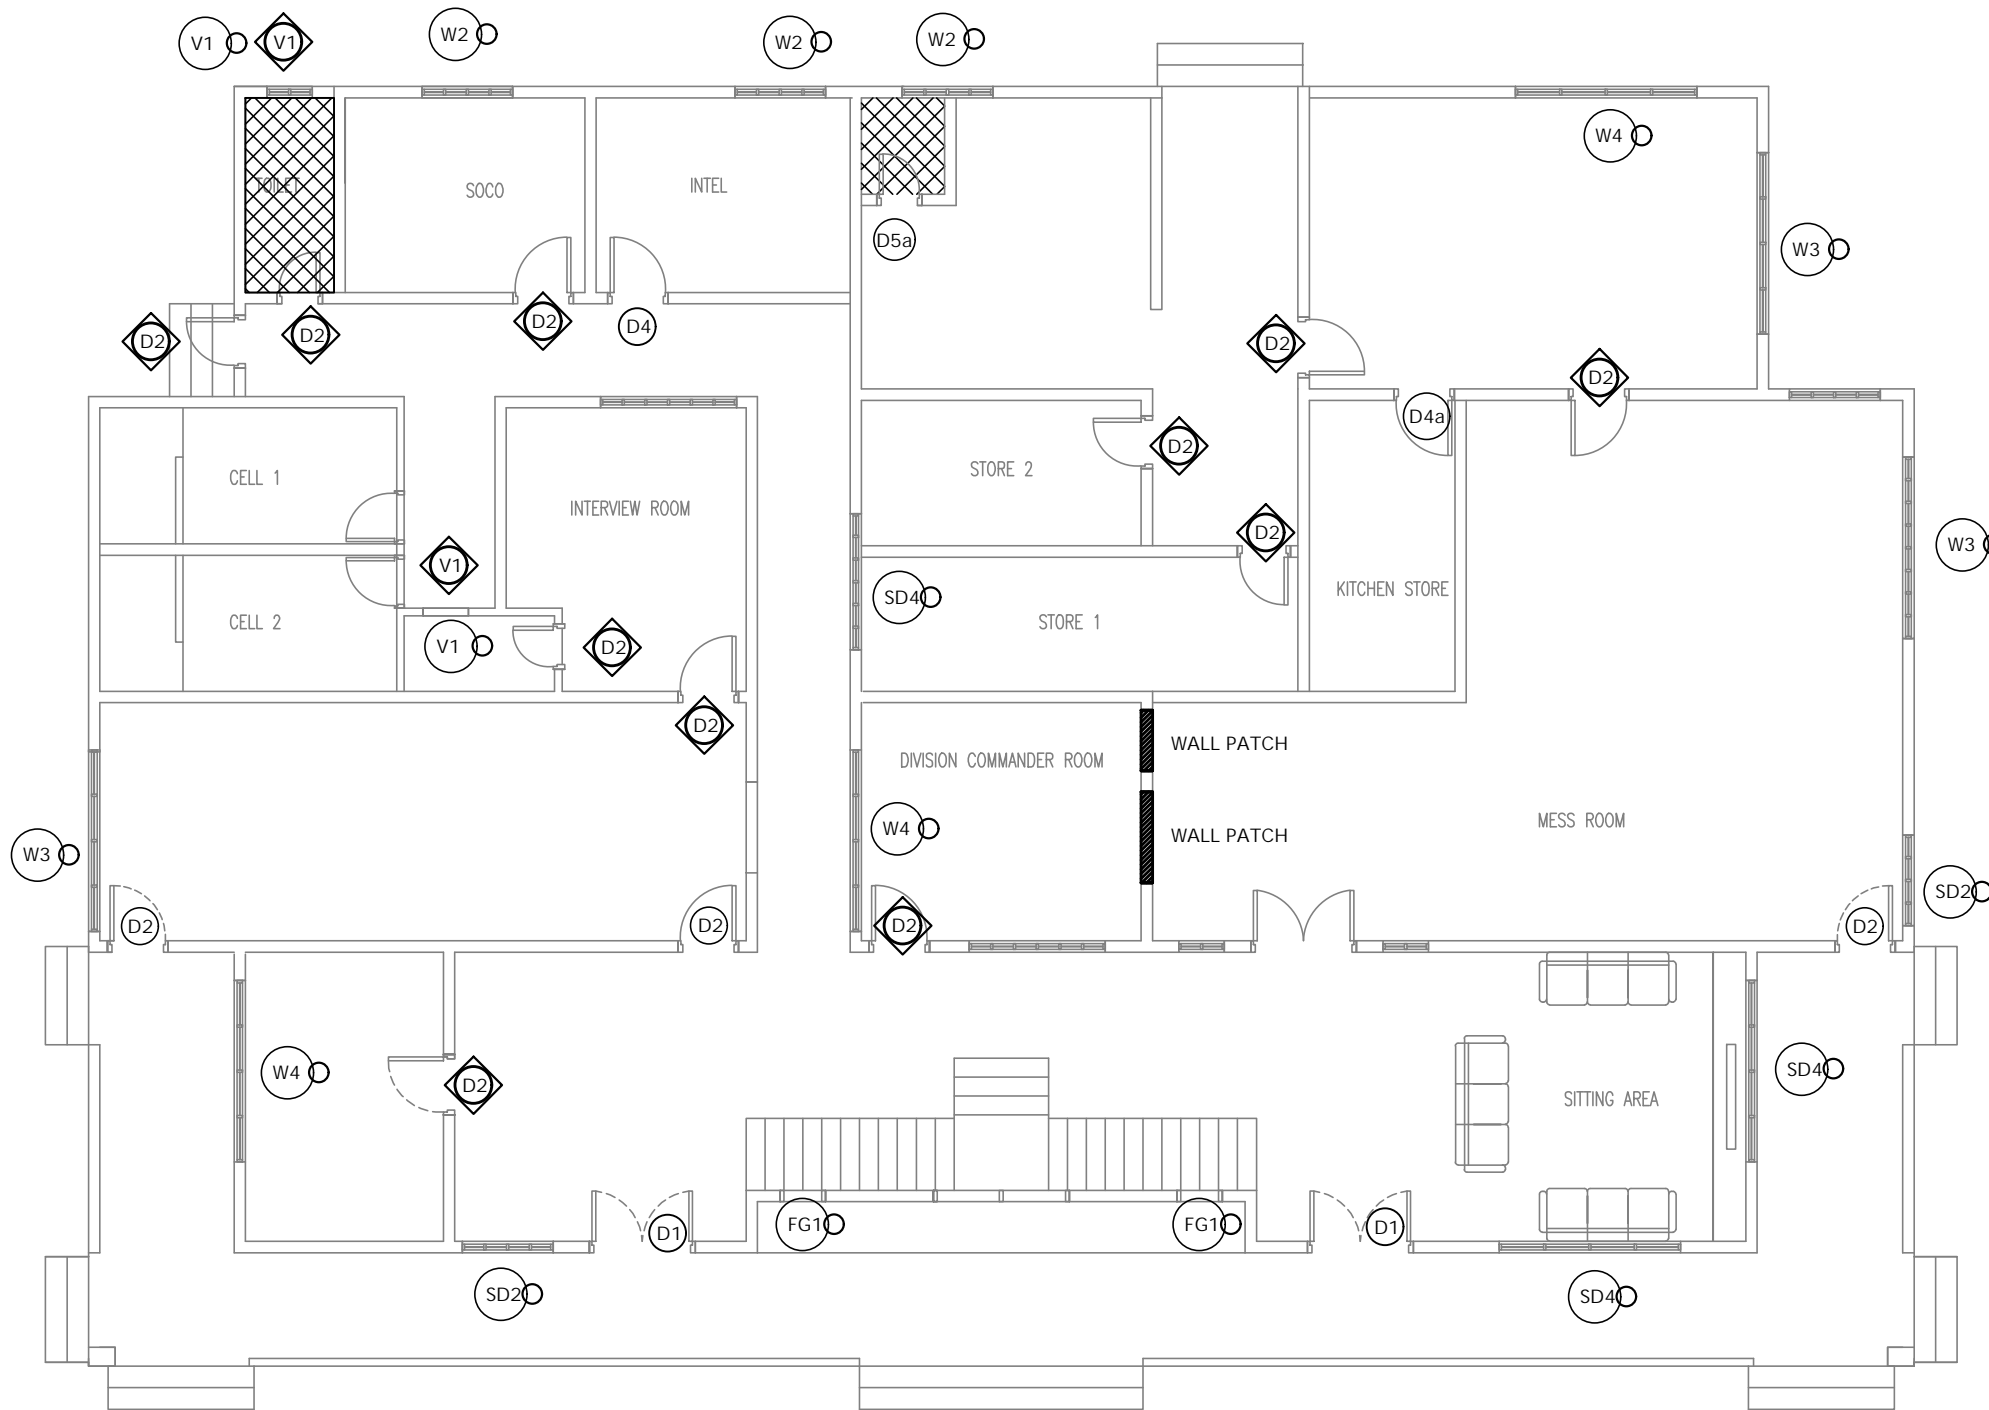 V1
V1
W2
W2
W2
W4
TOILET
SOCO
INTEL
D5a
W3
D2
D2
D2
D4
D2
D2
D4a
D2
CELL 1
STORE 2
INTERVIEW ROOM
D2
W3
V1
SD4
KITCHEN STORE
CELL 2
STORE 1
V1
D2
D2
WALL PATCH
DIVISION COMMANDER ROOM
W4
WALL PATCH
MESS ROOM
W3
SD2
D2
D2
D2
D2
W4
D2
SD4
SITTING AREA
D1
FG1
FG1
D1
SD2
SD4